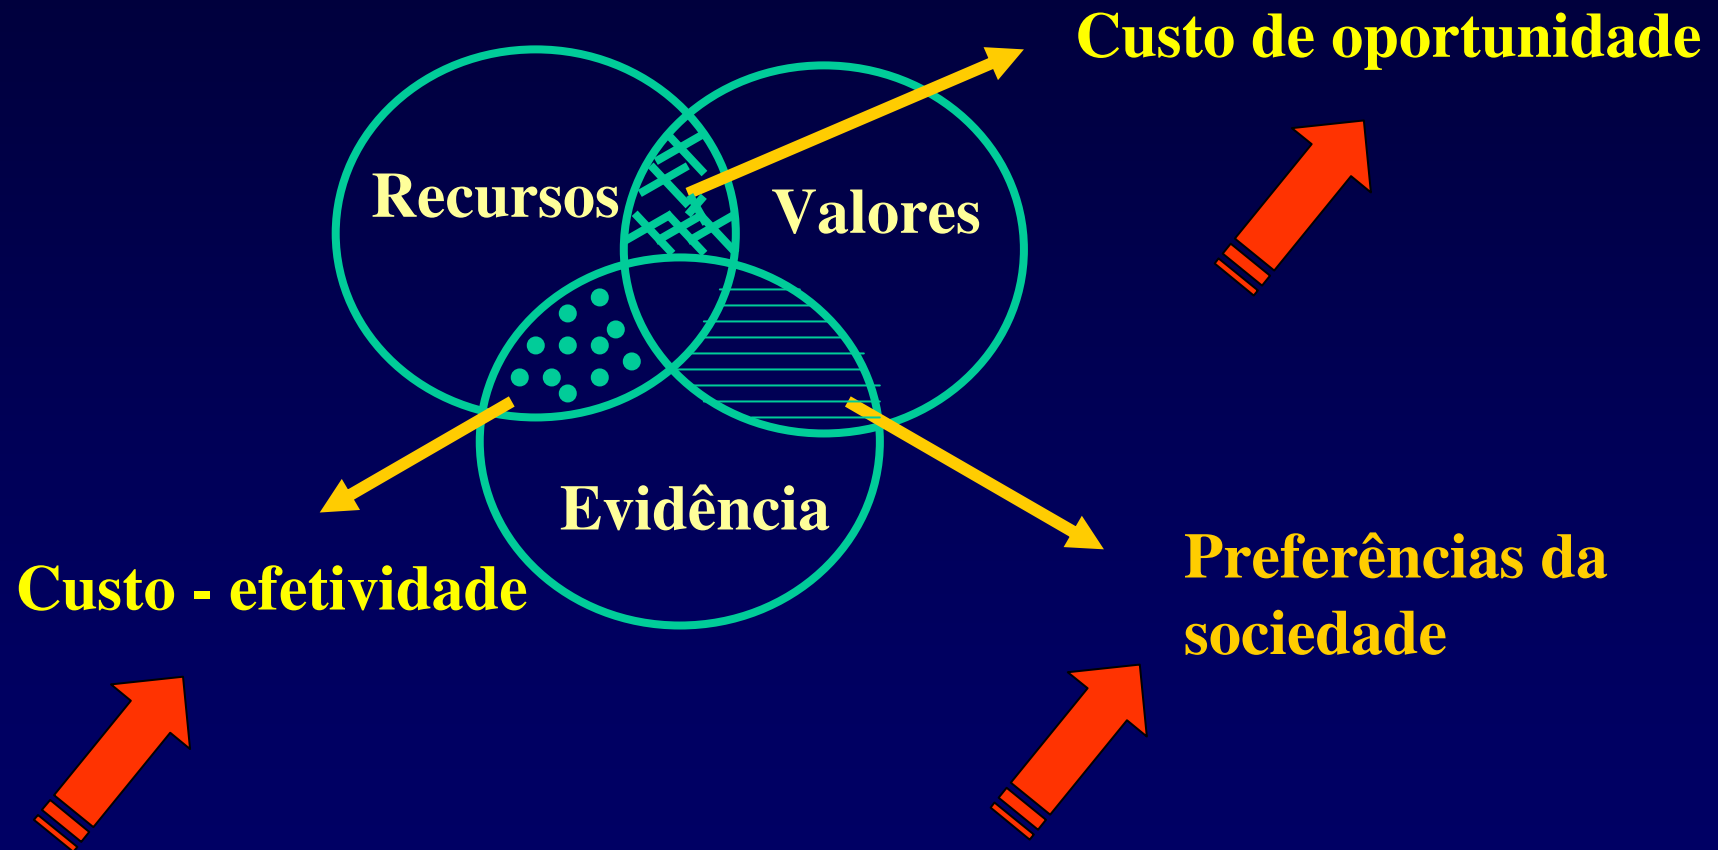 Custo de oportunidade
Recursos
Valores
Evidência
Custo - efetividade
Preferências da
sociedade